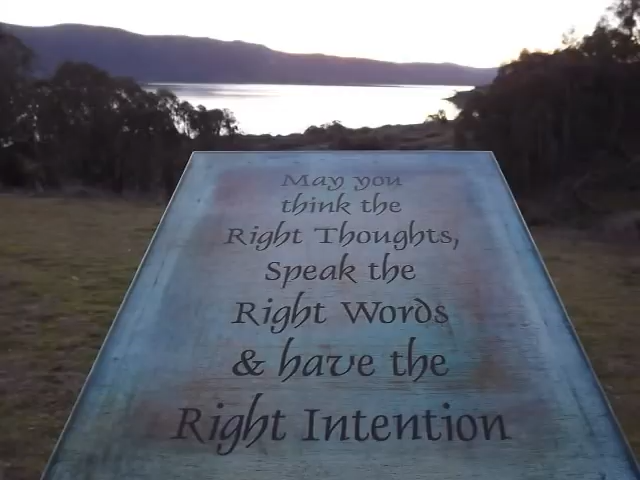 May you
think the
Right Thoughts,
Speak the
Right Words
& have the
Right Intention